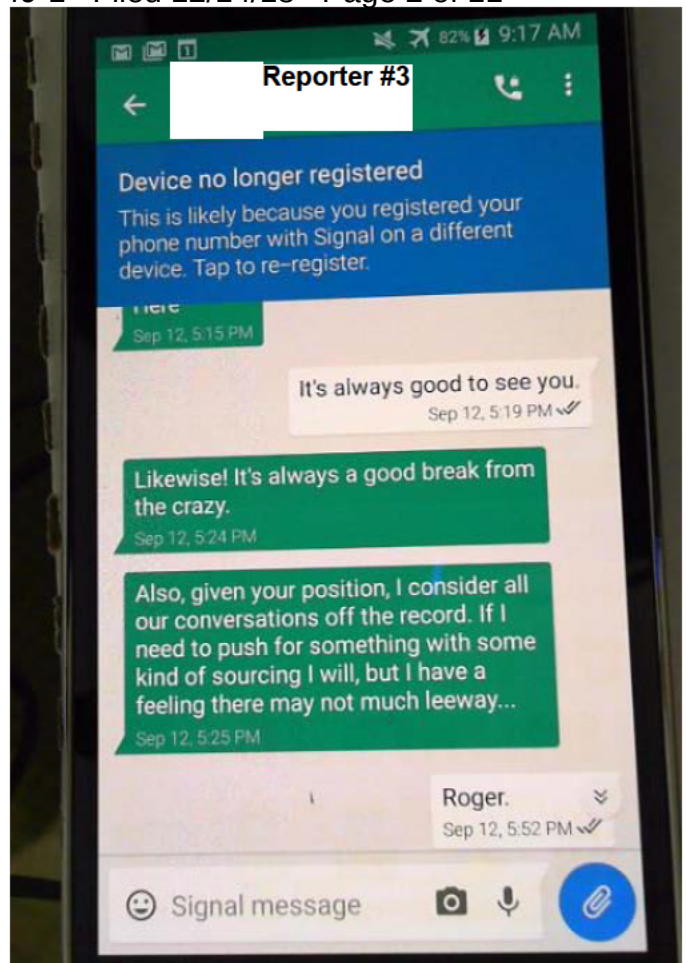 Filed 12/14/18 Page 2 of 12
82% 9:17 AM
Reporter #3
Device no longer registered
This is likely because you registered your
phone number with Signal on a different
device. Tap to re-register.
Here
Sep 12, 5:15 PM
It's always good to see you.
Sep 12, 5:19 PM
Likewise! It's always a good break from
the crazy.
Sep 12, 5:24 PM
Also, given your position, I consider all
our conversations off the record. If I
need to push for something with some
kind of sourcing I will, but I have a
feeling there may not much leeway...
Sep 12, 5:25 PM
Roger.
Sep 12, 5:52 PM
Signal message